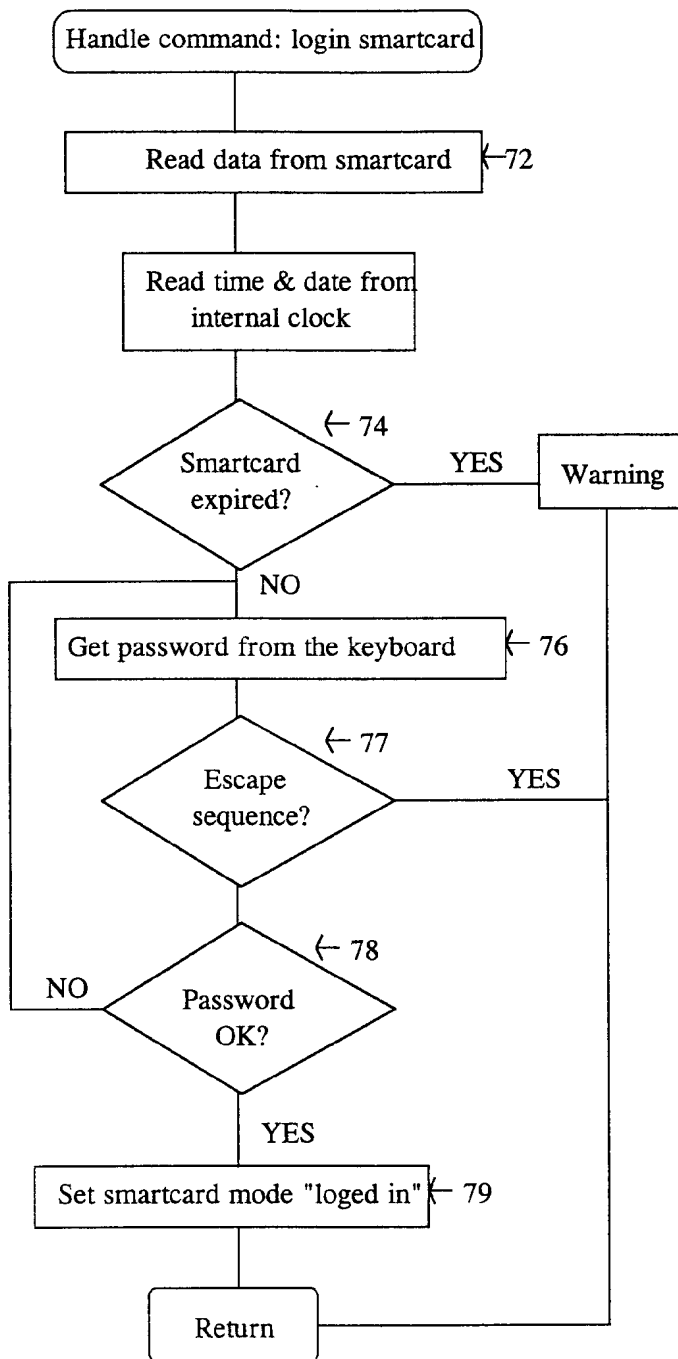 Handle command: login smartcard
Read data from smartcard
72
Read time & date from
internal clock
74
Smartcard
expired?
YES
Warning
NO
Get password from the keyboard
76
77
Escape
sequence?
YES
78
NO
Password
OK?
YES
Set smartcard mode "loged in"
79
Return